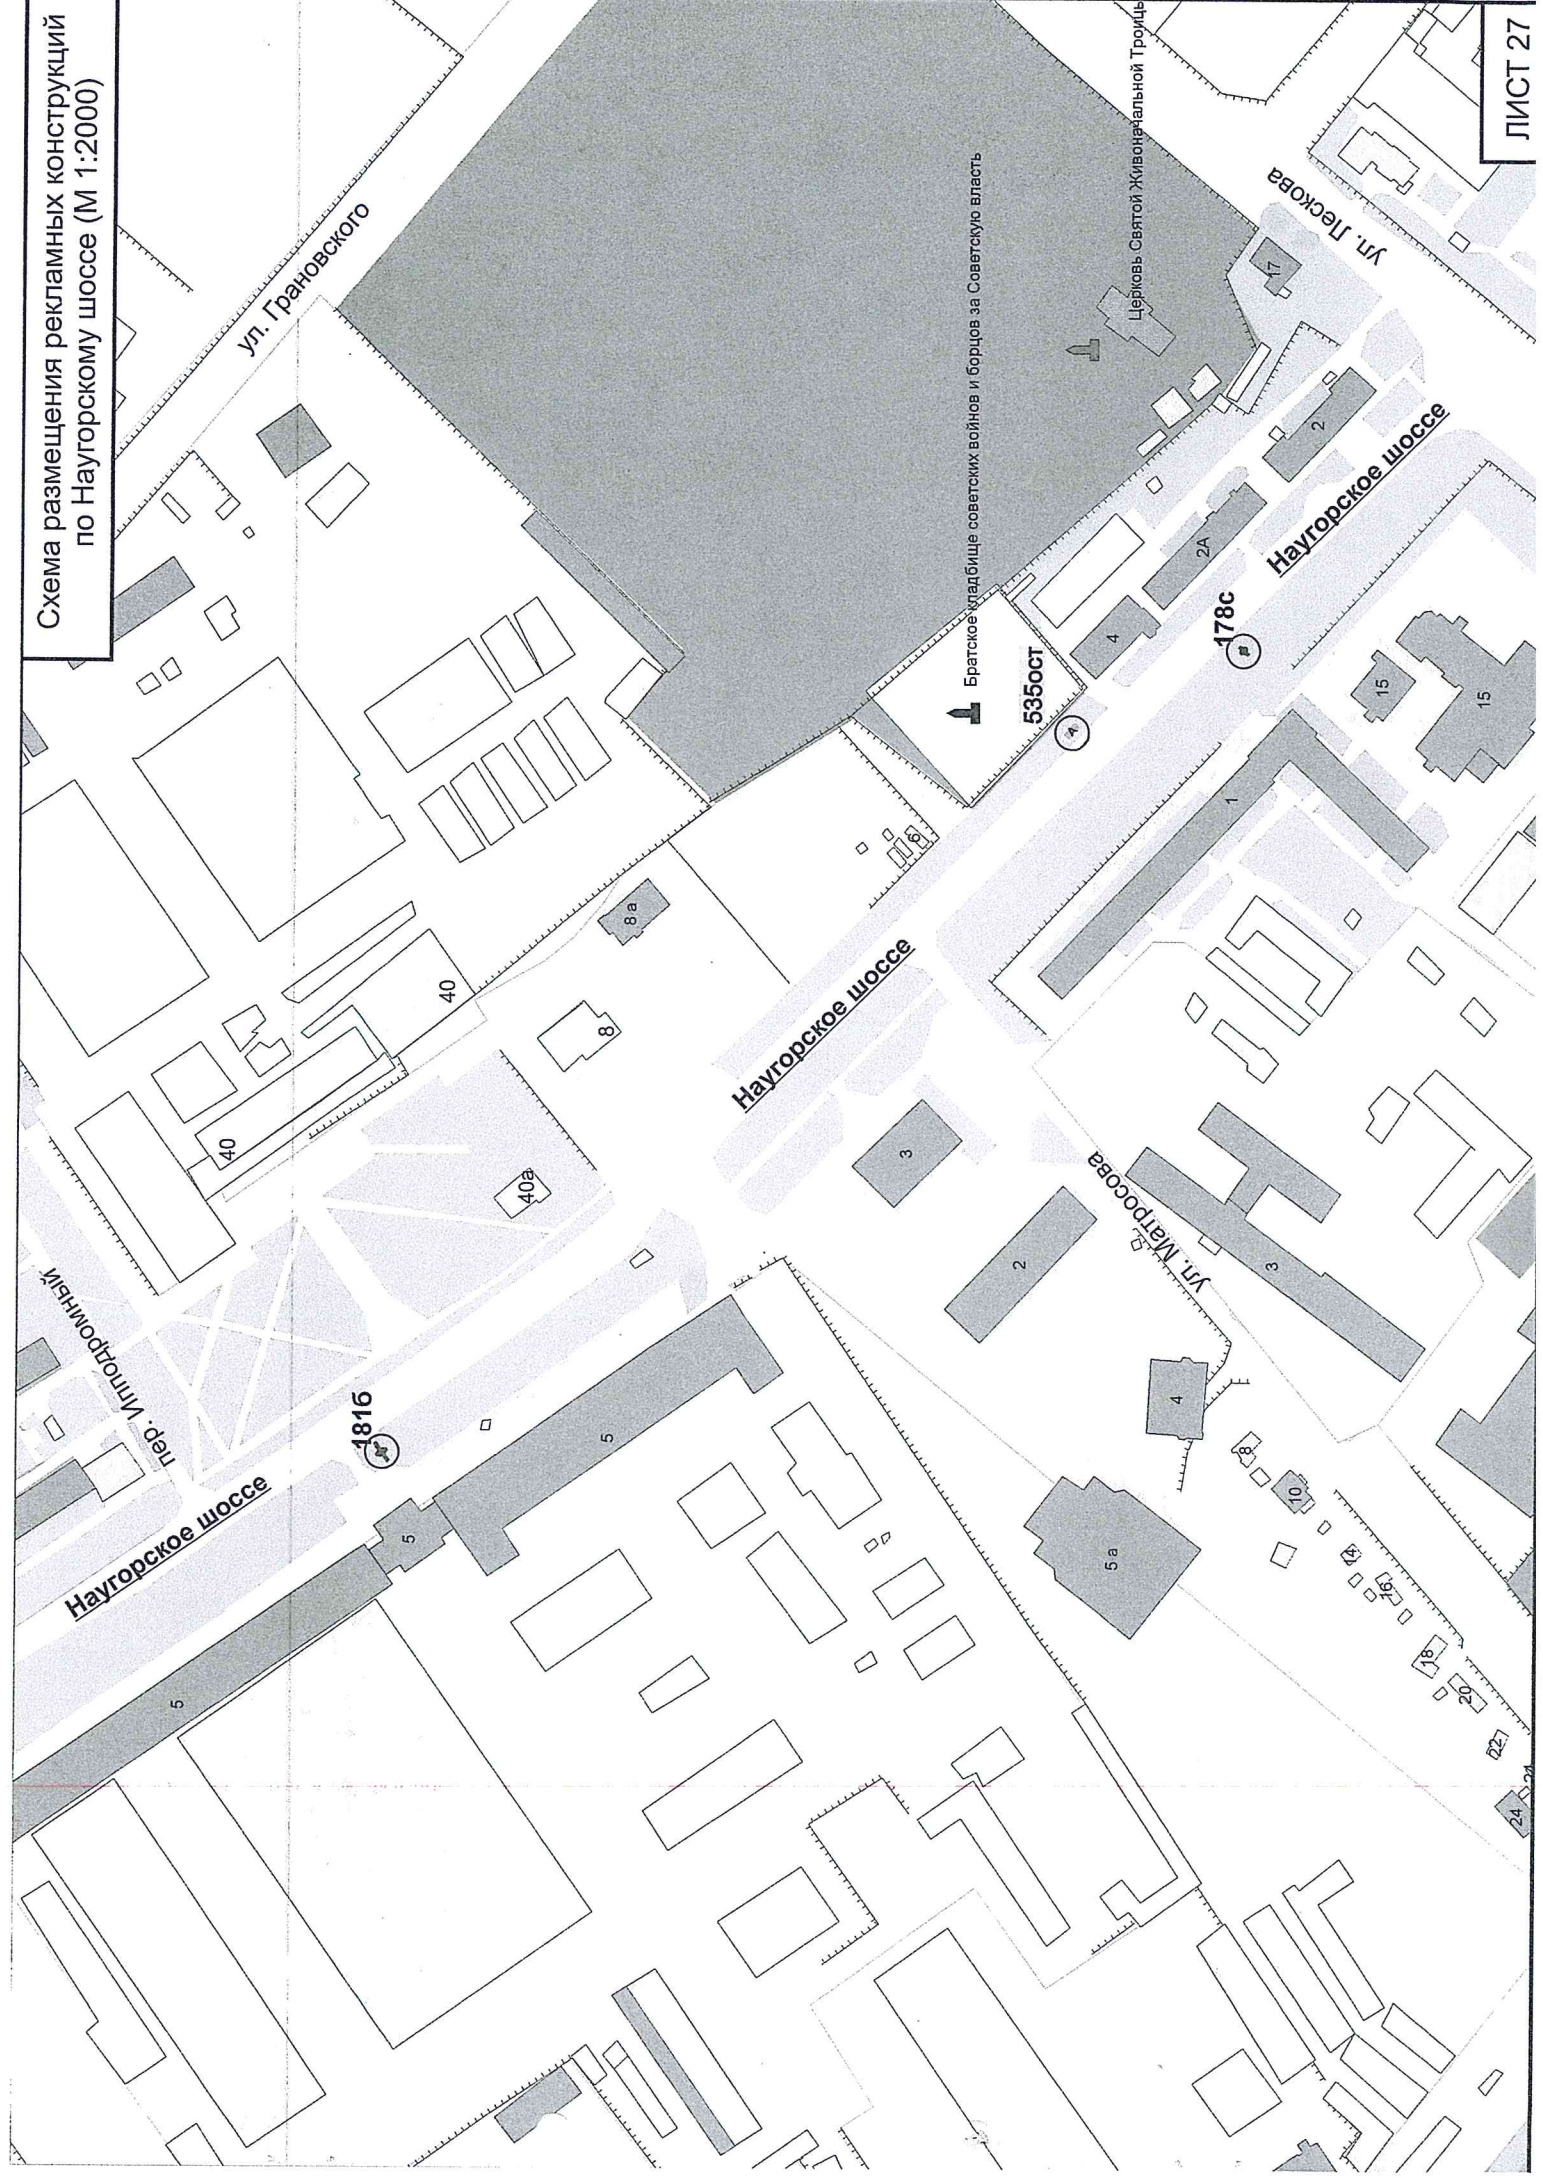 Схема размещения рекламных конструкций
по Наугорскому шоссе (М 1:2000)
ЛИСТ 27
ул. Грановского
Церковь Святой Живоначальной Троицы
Братское кладбище советских войнов и борцов за Советскую власть
ул. Лескова
17
2
2А
4
Наугорское шоссе
178с
535ост
А
15
15
1
6
8а
8
40
40
40а
Наугорское шоссе
3
2
ул. Матросова
3
4
пер. Ипподромный
181б
Наугорское шоссе
5
5
5
5а
8
10
14
16
18
20
22
24